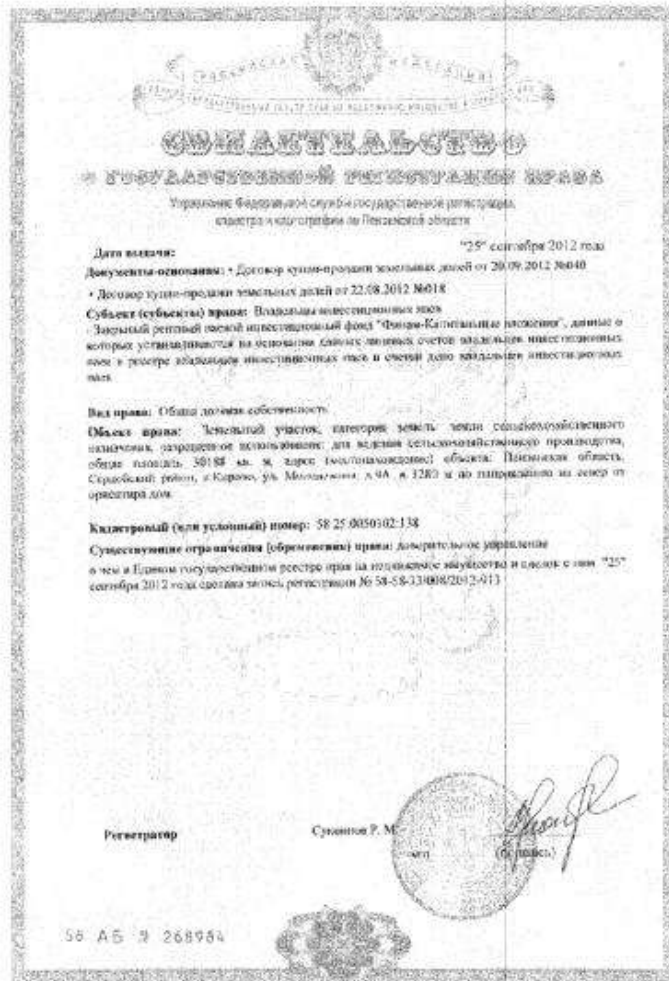 РОССИЙСКАЯ ФЕДЕРАЦИЯ
СВИДЕТЕЛЬСТВО
О ГОСУДАРСТВЕННОЙ РЕГИСТРАЦИИ ПРАВА
Управление Федеральной службы государственной регистрации,
кадастра и картографии по Пензенской области
Дата выдачи: "25" сентября 2012 года
Документы-основания: • Договор купли-продажи земельных долей от 20.09.2012 №040
• Договор купли-продажи земельных долей от 22.08.2012 №018
Субъект (субъекты) права: Владельцы инвестиционных паев
- Закрытый рентный паевой инвестиционный фонд "Финам-Капитальные вложения", данные о
которых устанавливаются на основании данных лицевых счетов владельцев инвестиционных
паев в реестре владельцев инвестиционных паев и счетов депо владельцев инвестиционных
паев
Вид права: Общая долевая собственность
Объект права: Земельный участок, категория земель: земли сельскохозяйственного
назначения, разрешенное использование: для ведения сельскохозяйственного производства,
общая площадь 30188 кв. м, адрес (местонахождение) объекта: Пензенская область,
Сердобский район, ул. д.9А, в 3280 м по направлению на север от
ориентира дом
Кадастровый (или условный) номер: 58:25:0050302:138
Существующие ограничения (обременения) права: доверительное управление
о чем в Едином государственном реестре прав на недвижимое имущество и сделок с ним "25"
сентября 2012 года сделана запись регистрации № 58-58-33/008/2012-913
Регистратор Р. М.
(подпись)
58 АБ 268984